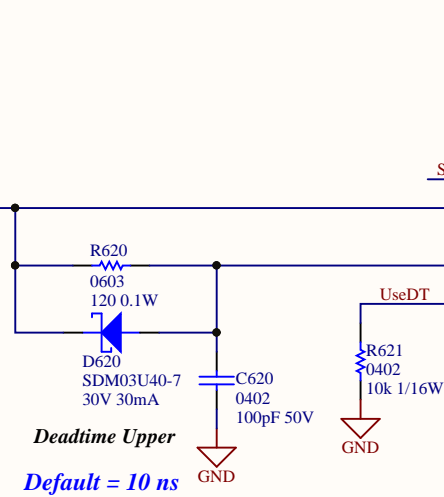 S
R620
0603
120 0.1W
UseDT
D620
SDM03U40-7
30V 30mA
R621
0402
10k 1/16W
C620
0402
100pF 50V
Deadtime Upper
GND
GND
Default = 10 ns